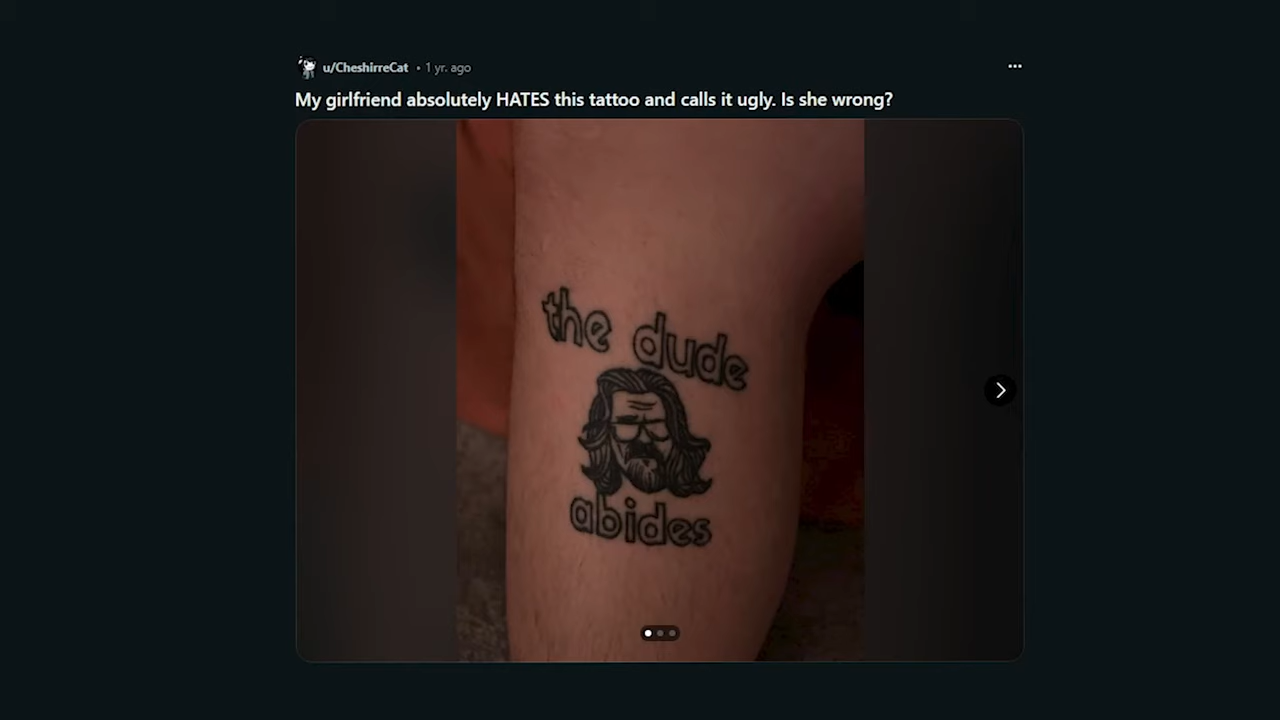 u/CheshirreCat • 1 yr. ago
My girlfriend absolutely HATES this tattoo and calls it ugly. Is she wrong?
the dude
abides